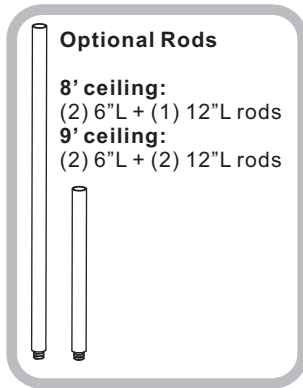 Optional Rods
8’ ceiling:
(2) 6”L + (1) 12”L rods
9’ ceiling:
(2) 6”L + (2) 12”L rods